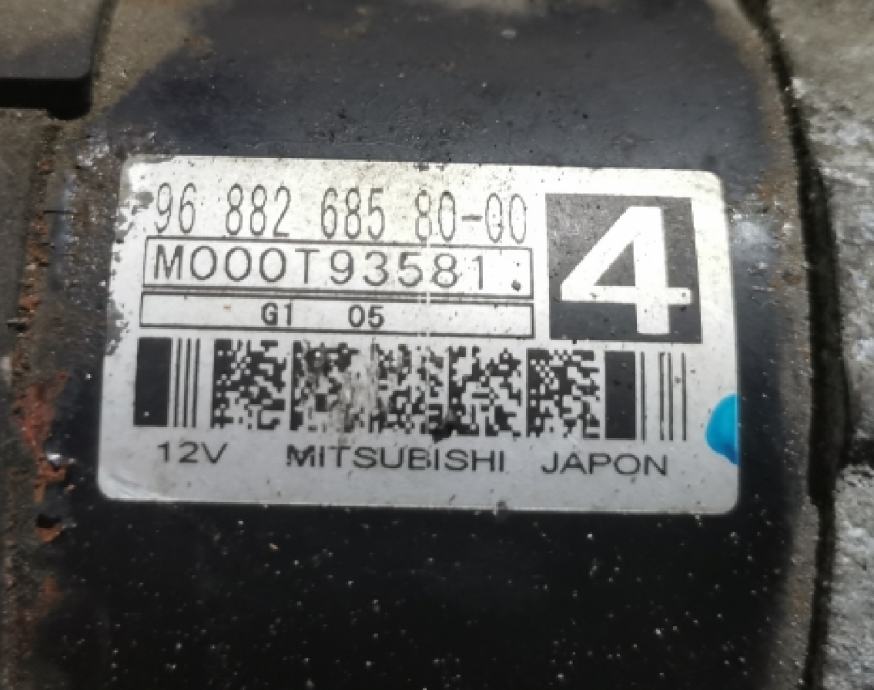 96 882 685 80-00
4
M000T93581.
G1 05
12V MITSUBISHI JAPON